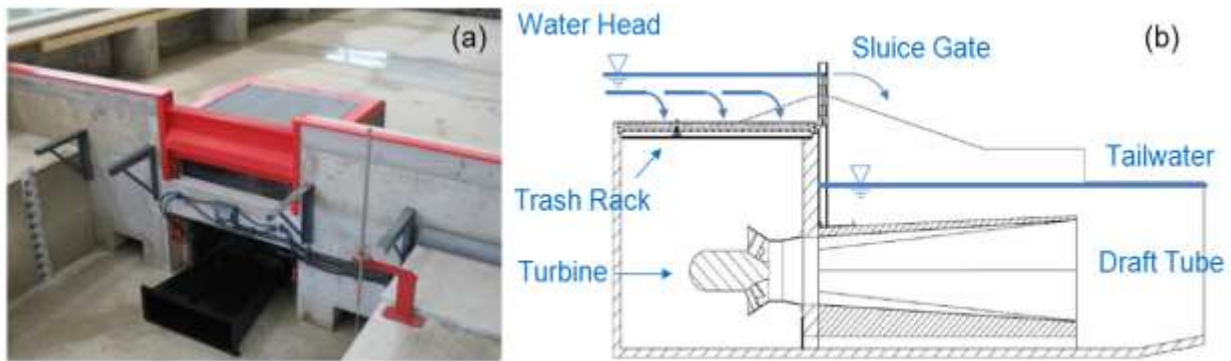 (a)
Water Head
Sluice Gate
(b)
Tailwater
Trash Rack
Turbine
Draft Tube